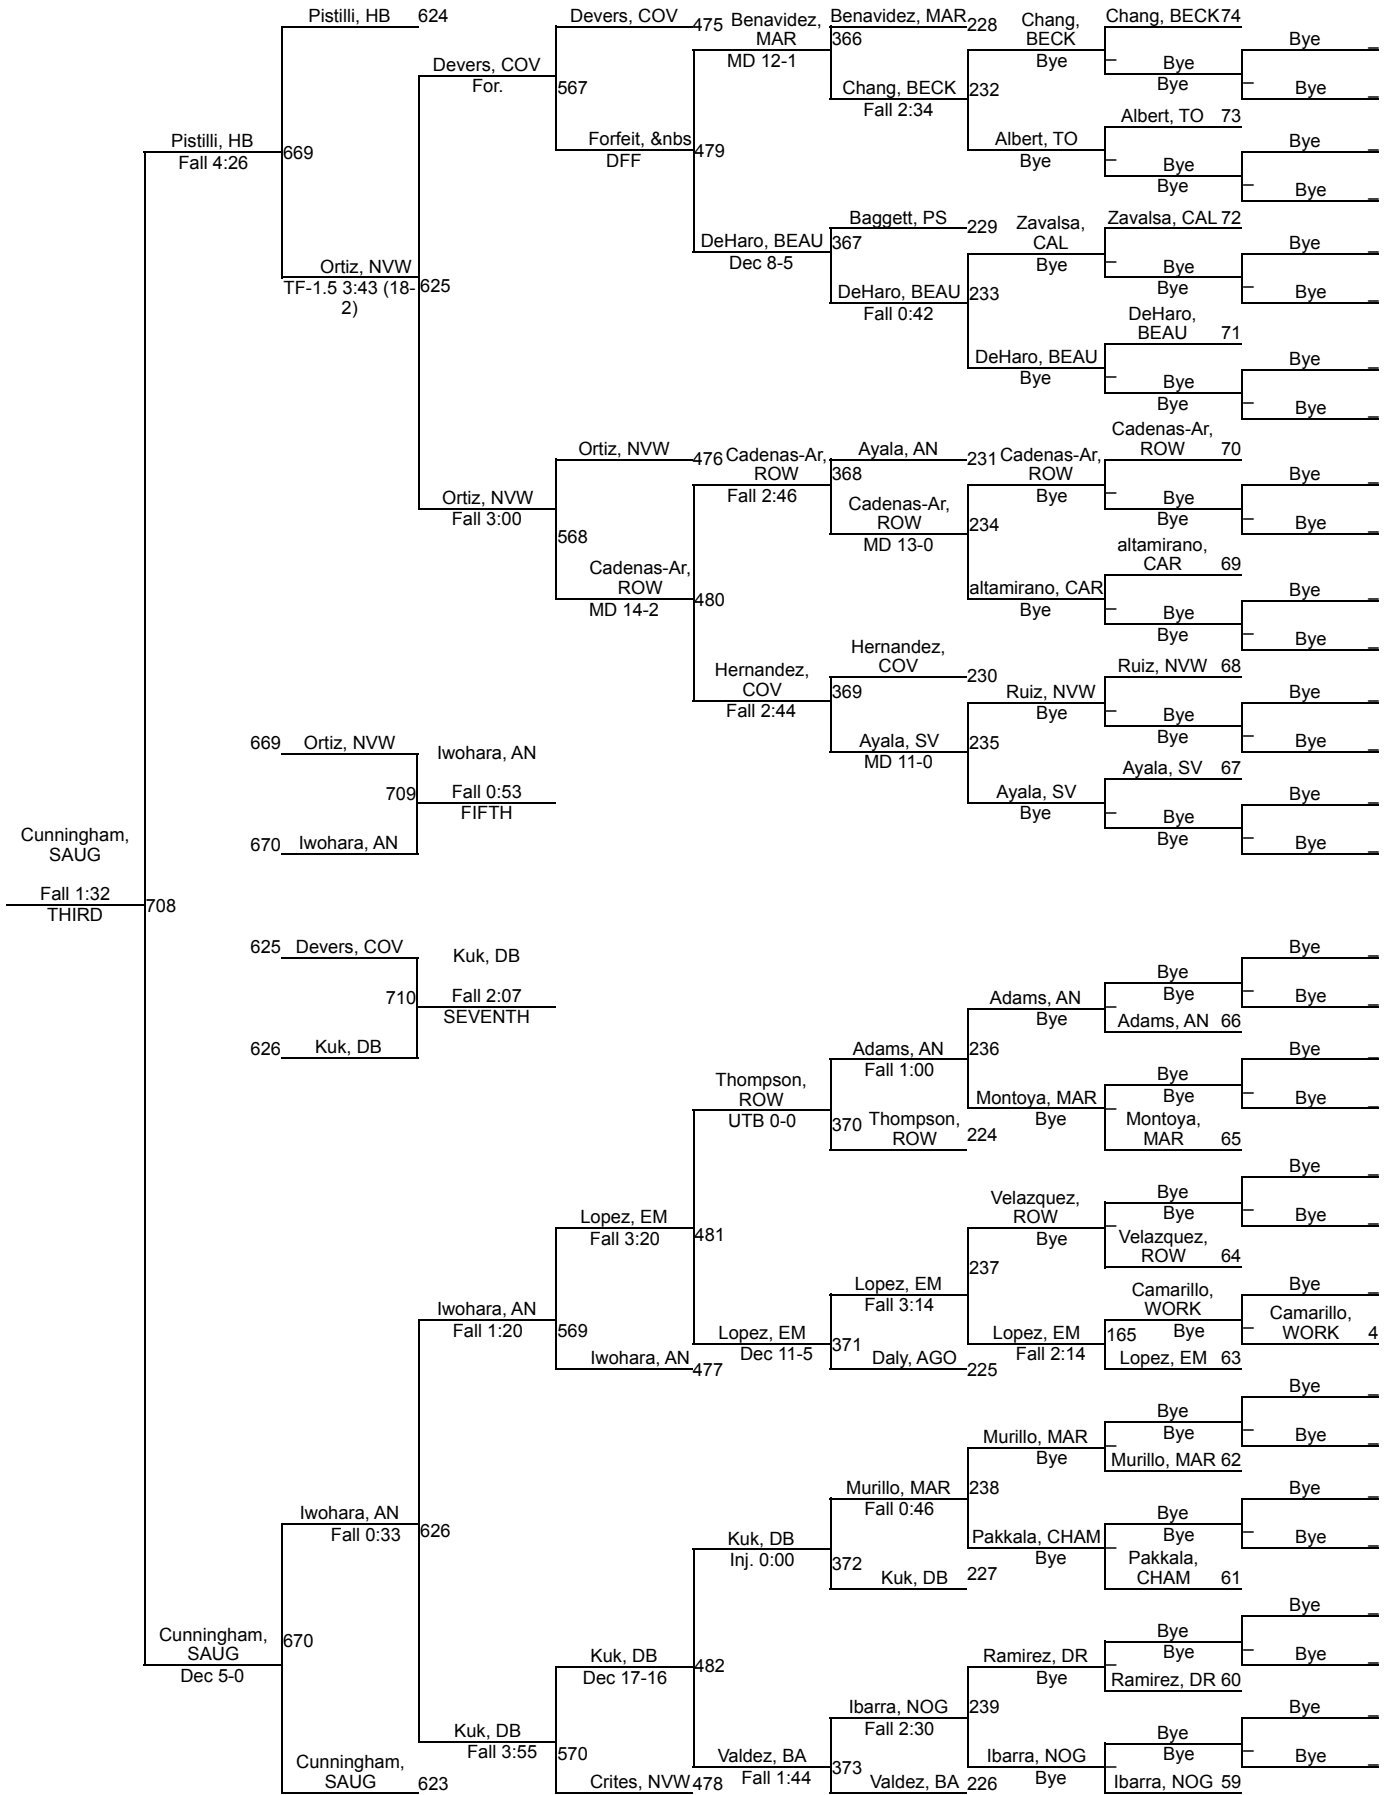 Pistilli, HB 624
Devers, COV 475
Benavidez,
MAR
MD 12-1
Benavidez, MAR 228
366
Chang,
BECK
Bye
Chang, BECK 74
Bye
Bye
Bye
Bye
Devers, COV
For.
567
Chang, BECK 232
Fall 2:34
Albert, TO 73
Pistilli, HB
Fall 4:26
669
Forfeit, &nbs
DFF
479
Albert, TO
Bye
Bye
Bye
Bye
Bye
Baggett, PS 229
Zavalsa,
CAL
Bye
Zavalsa, CAL 72
DeHaro, BEAU
Dec 8-5
367
Bye
Bye
Bye
Bye
Ortiz, NVW
TF-1.5 3:43 (18-
2)
625
DeHaro, BEAU 233
Fall 0:42
DeHaro,
BEAU 71
DeHaro, BEAU
Bye
Bye
Bye
Bye
Bye
Ortiz, NVW 476
Cadenas-Ar,
ROW
Fall 2:46
Ayala, AN 231
368
Cadenas-Ar,
ROW
Bye
Cadenas-Ar,
ROW 70
Bye
Bye
Bye
Bye
Ortiz, NVW
Fall 3:00
568
Cadenas-Ar,
ROW
MD 13-0
234
altamirano,
CAR 69
Cadenas-Ar,
ROW
MD 14-2
480
altamirano, CAR
Bye
Bye
Bye
Bye
Bye
Hernandez,
COV
Fall 2:44
369
Hernandez,
COV
230
Ruiz, NVW
Bye
Ruiz, NVW 68
Bye
Bye
Bye
Bye
Ayala, SV 235
MD 11-0
Ayala, SV 67
Ayala, SV
Bye
Bye
Bye
Bye
Bye
669 Ortiz, NVW
709
Iwohara, AN
Fall 0:53
FIFTH
670 Iwohara, AN
Cunningham,
SAUG
Fall 1:32
THIRD
708
625 Devers, COV
710
Kuk, DB
Fall 2:07
SEVENTH
626 Kuk, DB
Adams, AN
Bye
Bye
Bye
Bye
Bye
Adams, AN 66
Thompson,
ROW
UTB 0-0
Adams, AN 236
Fall 1:00
370
Thompson,
ROW
224
Montoya, MAR
Bye
Bye
Bye
Bye
Bye
Montoya,
MAR 65
Lopez, EM
Fall 3:20
481
Velazquez,
ROW
Bye
Bye
Bye
Bye
Bye
Velazquez,
ROW 64
237
Iwohara, AN
Fall 1:20
569
Lopez, EM
Dec 11-5
371
Lopez, EM
Fall 3:14
Lopez, EM
Fall 2:14
165
Camarillo,
WORK
Bye
Bye
Camarillo,
WORK 4
Lopez, EM 63
Iwohara, AN 477
Daly, AGO 225
Murillo, MAR
Bye
Bye
Bye
Bye
Bye
Murillo, MAR 62
Iwohara, AN
Fall 0:33
626
Kuk, DB
Inj. 0:00
Murillo, MAR 238
Fall 0:46
372
Kuk, DB 227
Pakkala, CHAM
Bye
Bye
Bye
Bye
Bye
Pakkala,
CHAM 61
Cunningham,
SAUG
Dec 5-0
670
Kuk, DB
Dec 17-16
482
Ramirez, DR
Bye
Bye
Bye
Bye
Bye
Ramirez, DR 60
Kuk, DB
Fall 3:55
570
Ibarra, NOG 239
Fall 2:30
Ibarra, NOG
Bye
Bye
Bye
Bye
Bye
Ibarra, NOG 59
Cunningham,
SAUG
623
Crites, NVW 478
Valdez, BA
Fall 1:44
373
Valdez, BA 226